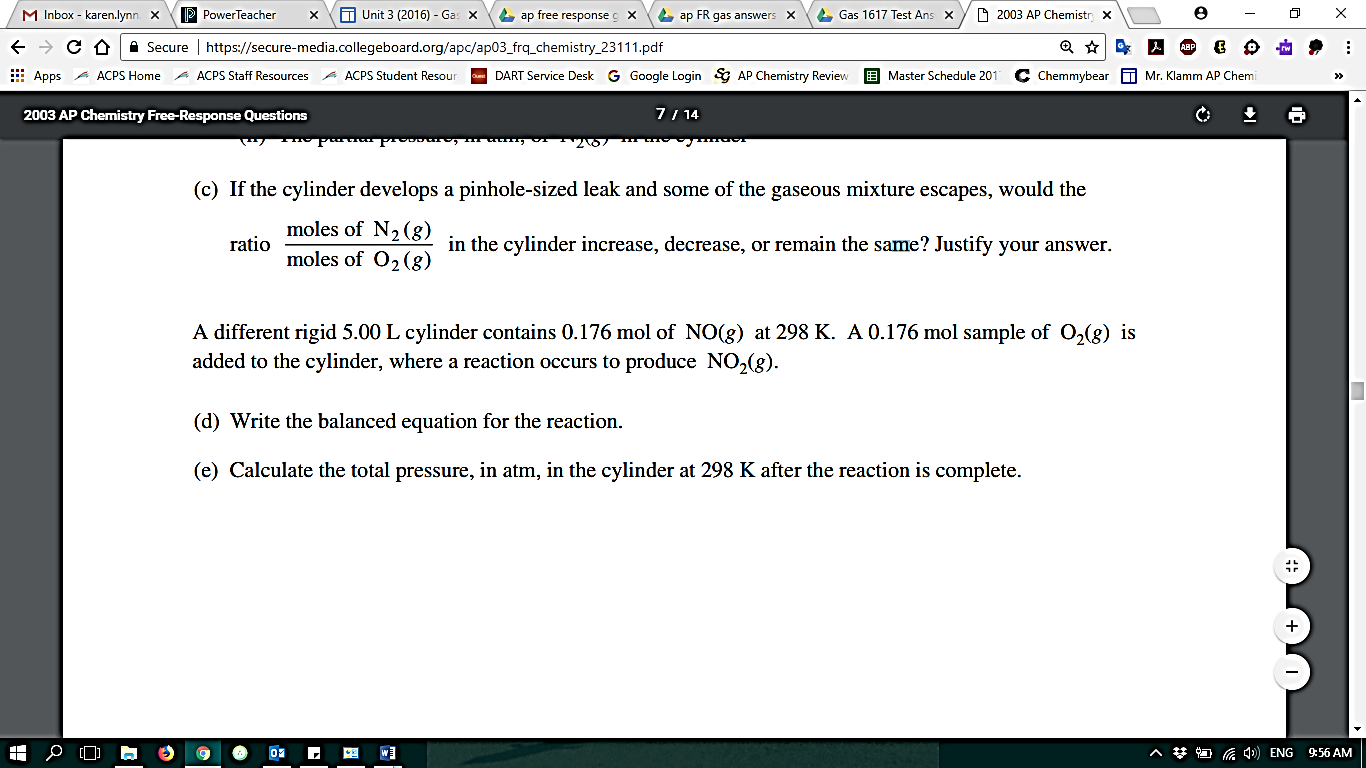 Inbox - karen.lynn
PowerTeacher
Unit 3 (2016) - Gas
ap free response g
ap FR gas answers
Gas 1617 Test Ans
2003 AP Chemistry
Secure | https://secure-media.collegeboard.org/apc/ap03_frq_chemistry_23111.pdf
Apps ACPS Home ACPS Staff Resources ACPS Student Resour DART Service Desk Google Login AP Chemistry Review Master Schedule 201 Chemmybear Mr. Klamm AP Chemi »
2003 AP Chemistry Free-Response Questions
7 / 14
(c) If the cylinder develops a pinhole-sized leak and some of the gaseous mixture escapes, would the
ratio moles of N₂(g) / moles of O₂(g) in the cylinder increase, decrease, or remain the same? Justify your answer.
A different rigid 5.00 L cylinder contains 0.176 mol of NO(g) at 298 K. A 0.176 mol sample of O₂(g) is
added to the cylinder, where a reaction occurs to produce NO₂(g).
(d) Write the balanced equation for the reaction.
(e) Calculate the total pressure, in atm, in the cylinder at 298 K after the reaction is complete.
ENG 9:56 AM